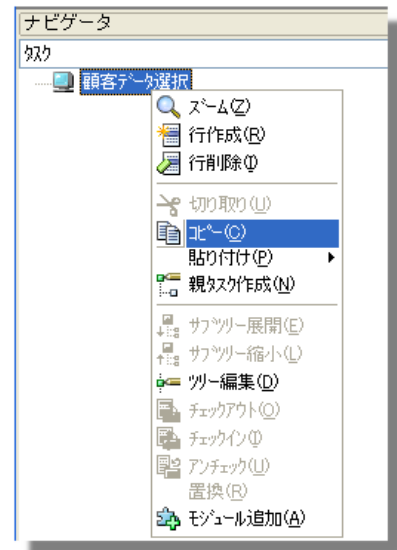 ナビゲータ
ﾀｽｸ
顧客ﾃﾞｰﾀ選択
ｽﾞｰﾑ(Z)
行作成(R)
行削除(I)
切り取り(U)
ｺﾋﾟｰ(C)
貼り付け(P)
親ﾀｽｸ作成(N)
ｻﾌﾞﾂﾘｰ展開(E)
ｻﾌﾞﾂﾘｰ縮小(L)
ﾂﾘｰ編集(D)
ﾁｪｯｸｱｳﾄ(O)
ﾁｪｯｸｲﾝ(I)
ｱﾝﾁｪｯｸ(U)
置換(R)
ﾓｼﾞｭｰﾙ追加(A)